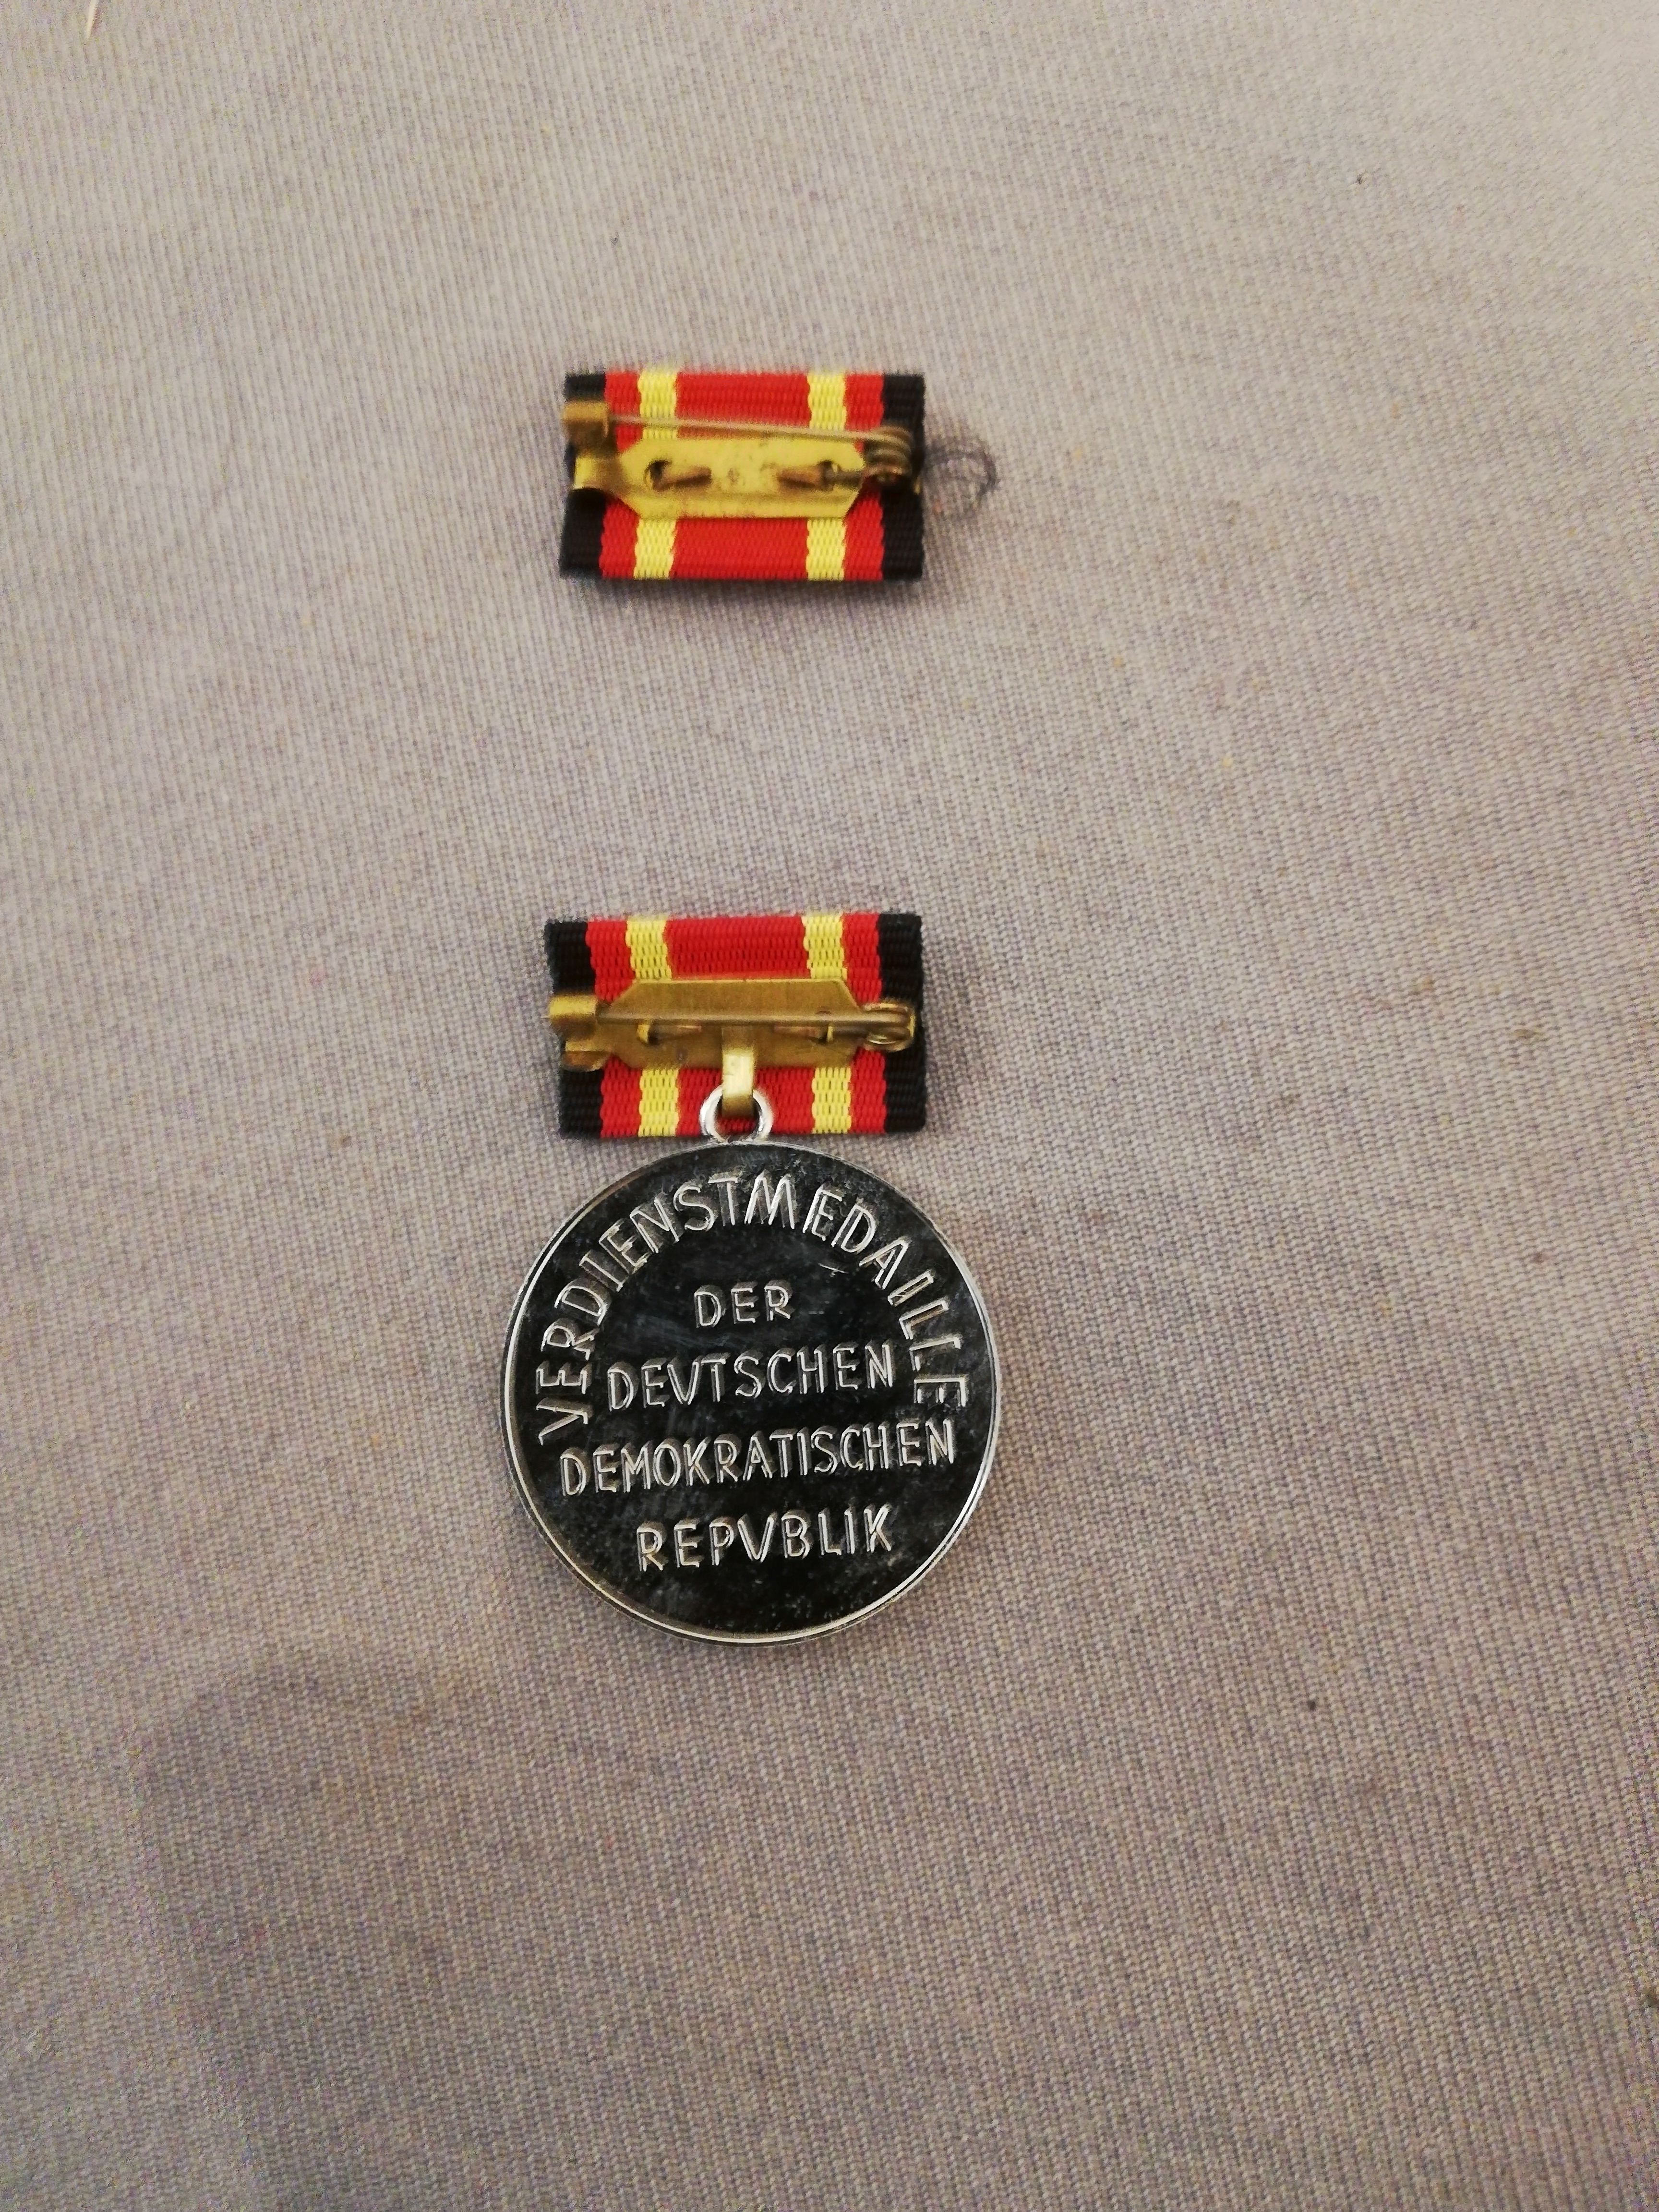 VERDIENSTMEDAILLE
DER
DEVTSCHEN
DEMOKRATISCHEN
REPVBLIK